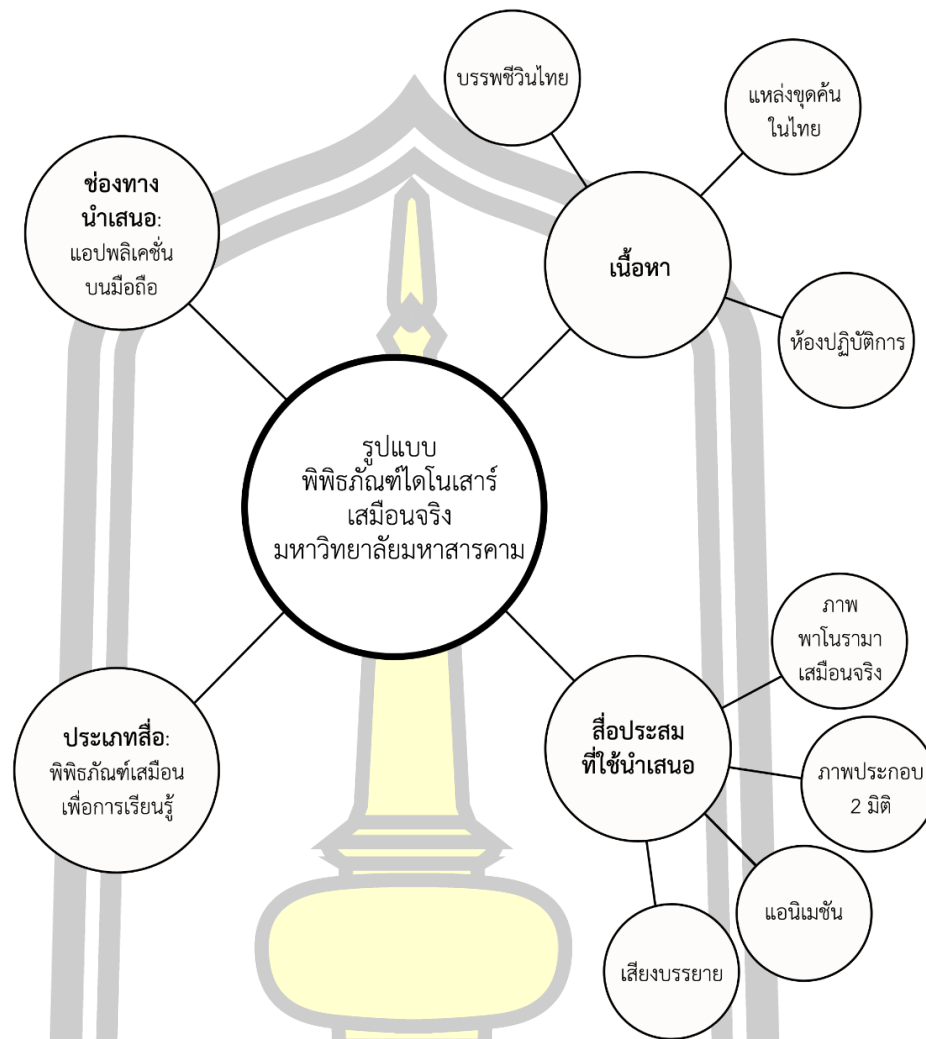 บรรพชีวินไทย
แหล่งขุดค้น
ในไทย
ช่องทาง
นำเสนอ:
แอปพลิเคชั่น
บนมือถือ
เนื้อหา
ห้องปฏิบัติการ
รูปแบบ
พิพิธภัณฑ์ไดโนเสาร์
เสมือนจริง
มหาวิทยาลัยมหาสารคาม
ภาพ
พาโนรามา
เสมือนจริง
ประเภทสื่อ:
พิพิธภัณฑ์เสมือน
เพื่อการเรียนรู้
สื่อประสม
ที่ใช้นำเสนอ
ภาพประกอบ
2 มิติ
แอนิเมชัน
เสียงบรรยาย